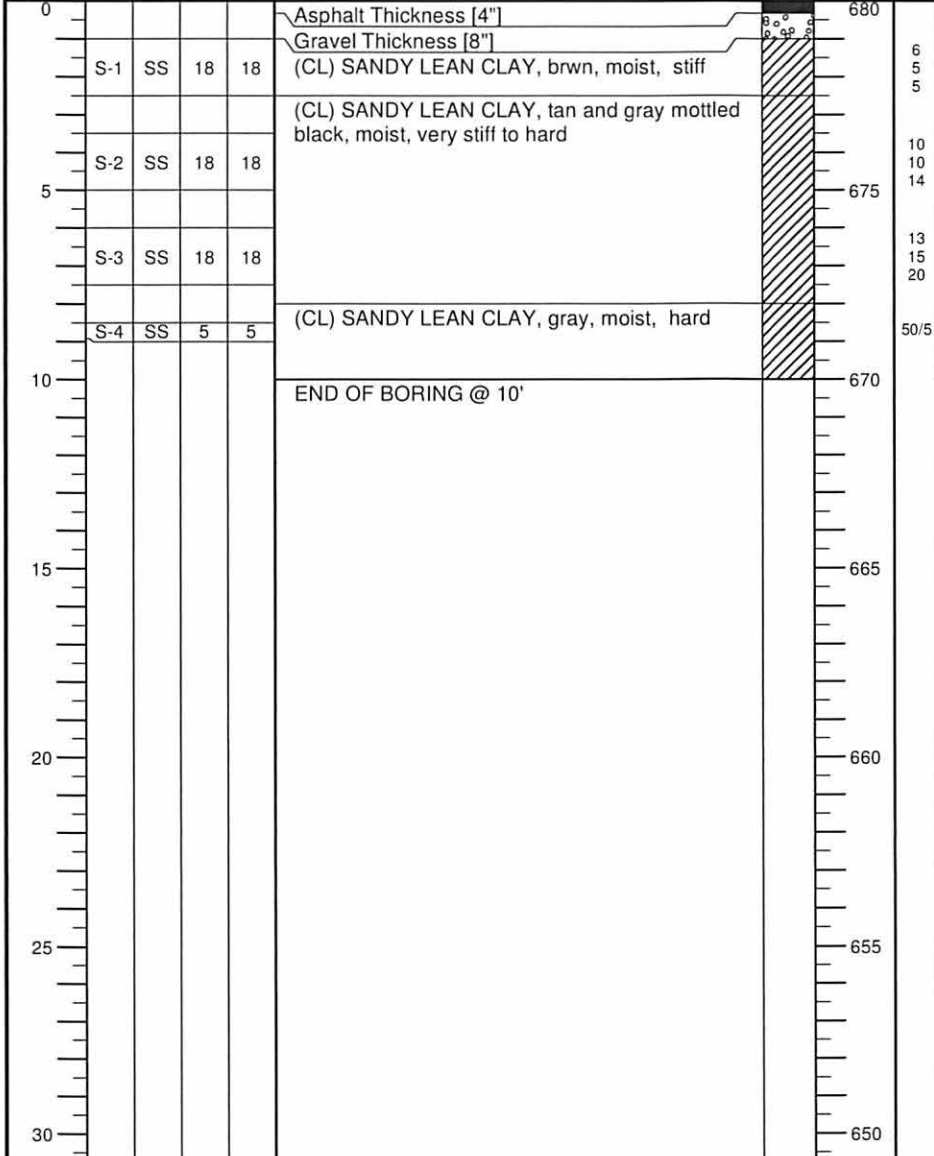 0 Asphalt Thickness [4"] 680
Gravel Thickness [8"]
6
S-1 SS 18 18 (CL) SANDY LEAN CLAY, brwn, moist, stiff 5
5
(CL) SANDY LEAN CLAY, tan and gray mottled
black, moist, very stiff to hard
10
S-2 SS 18 18 10
14
5 675
13
S-3 SS 18 18 15
20
(CL) SANDY LEAN CLAY, gray, moist, hard
S-4 SS 5 5 50/5
10 670
END OF BORING @ 10'
15 665
20 660
25 655
30 650